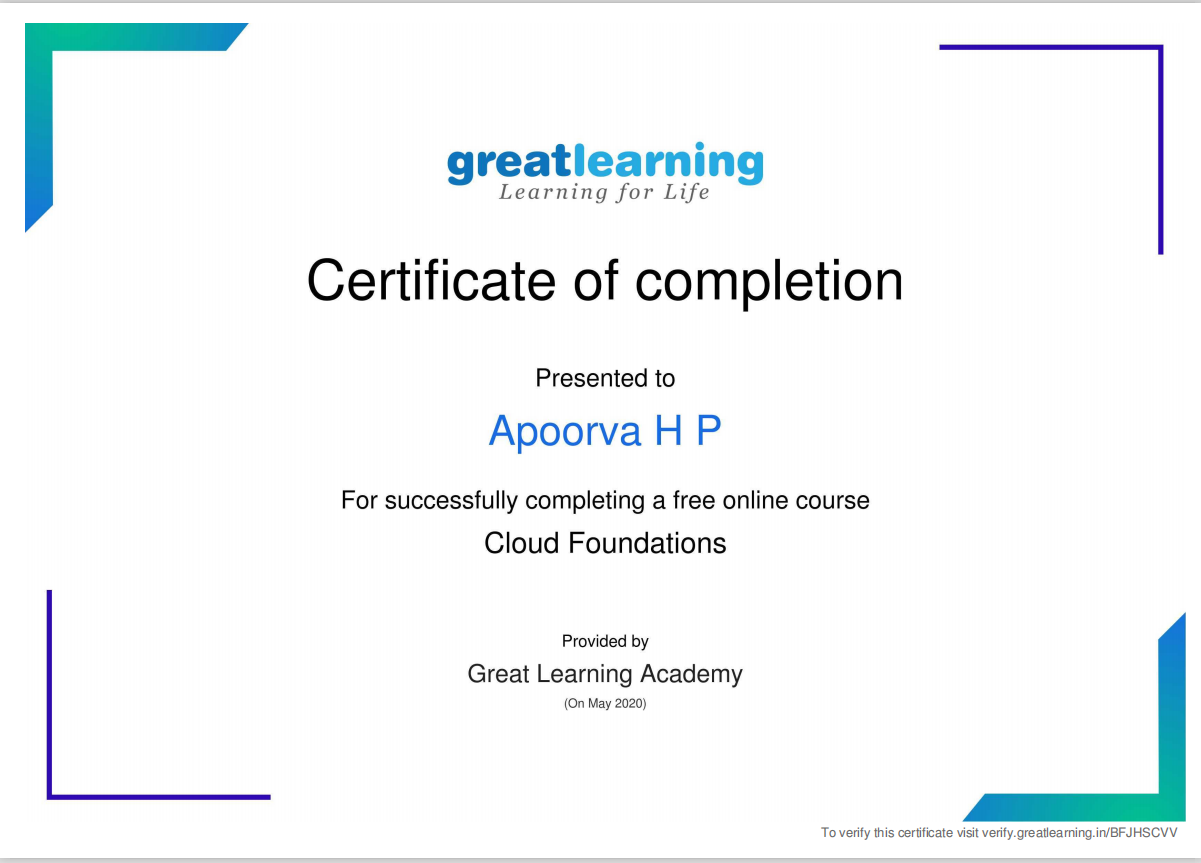 greatlearning
Learning for Life
Certificate of completion
Presented to
Apoorva H P
For successfully completing a free online course
Cloud Foundations
Provided by
Great Learning Academy
(On May 2020)
To verify this certificate visit verify.greatlearning.in/BFJHSCVV